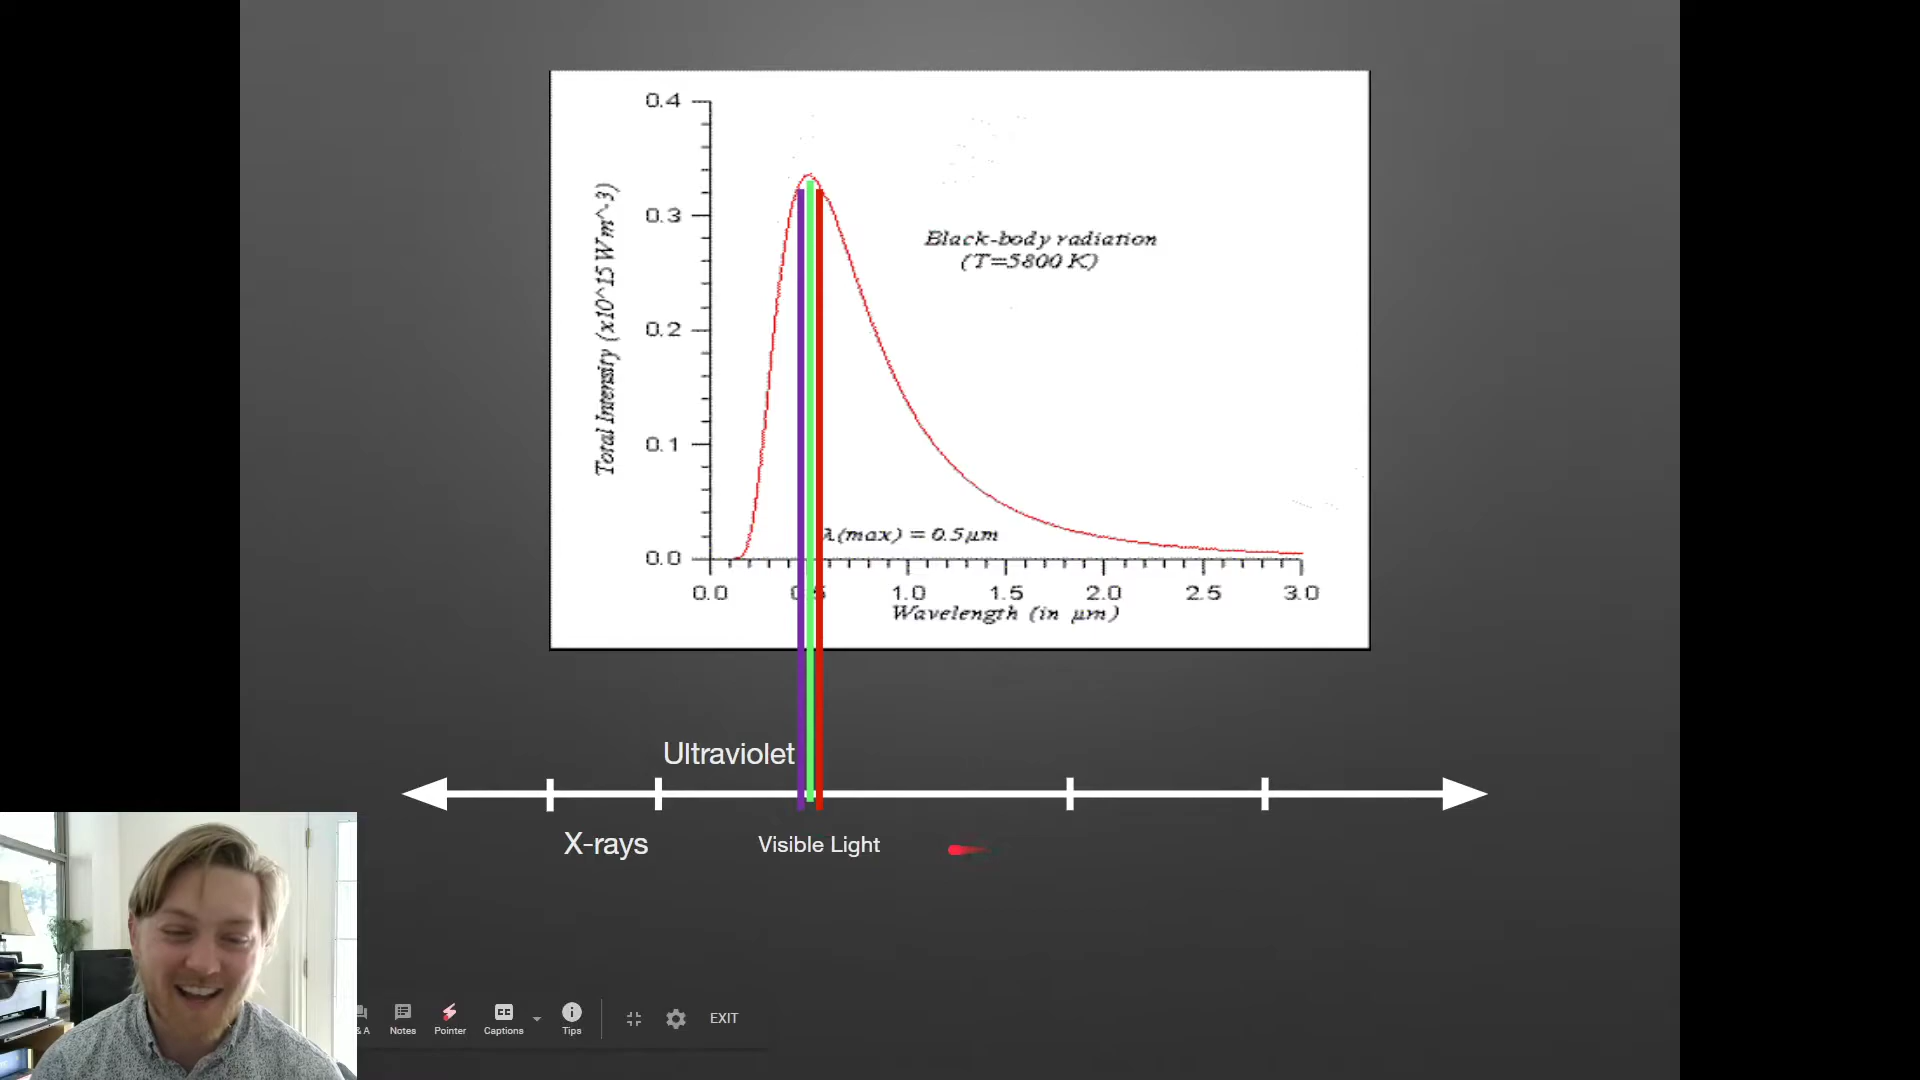 0.4
0.3
0.2
0.1
0.0
Total Intensity (x10^15 Wm^-3)
Black-body radiation
(T=5800 K)
λ(max) = 0.5μm
0.0
1.0
1.5
2.0
2.5
3.0
Wavelength (in μm)
Ultraviolet
X-rays
Visible Light
& A
Notes
Pointer
CC
Captions
Tips
EXIT